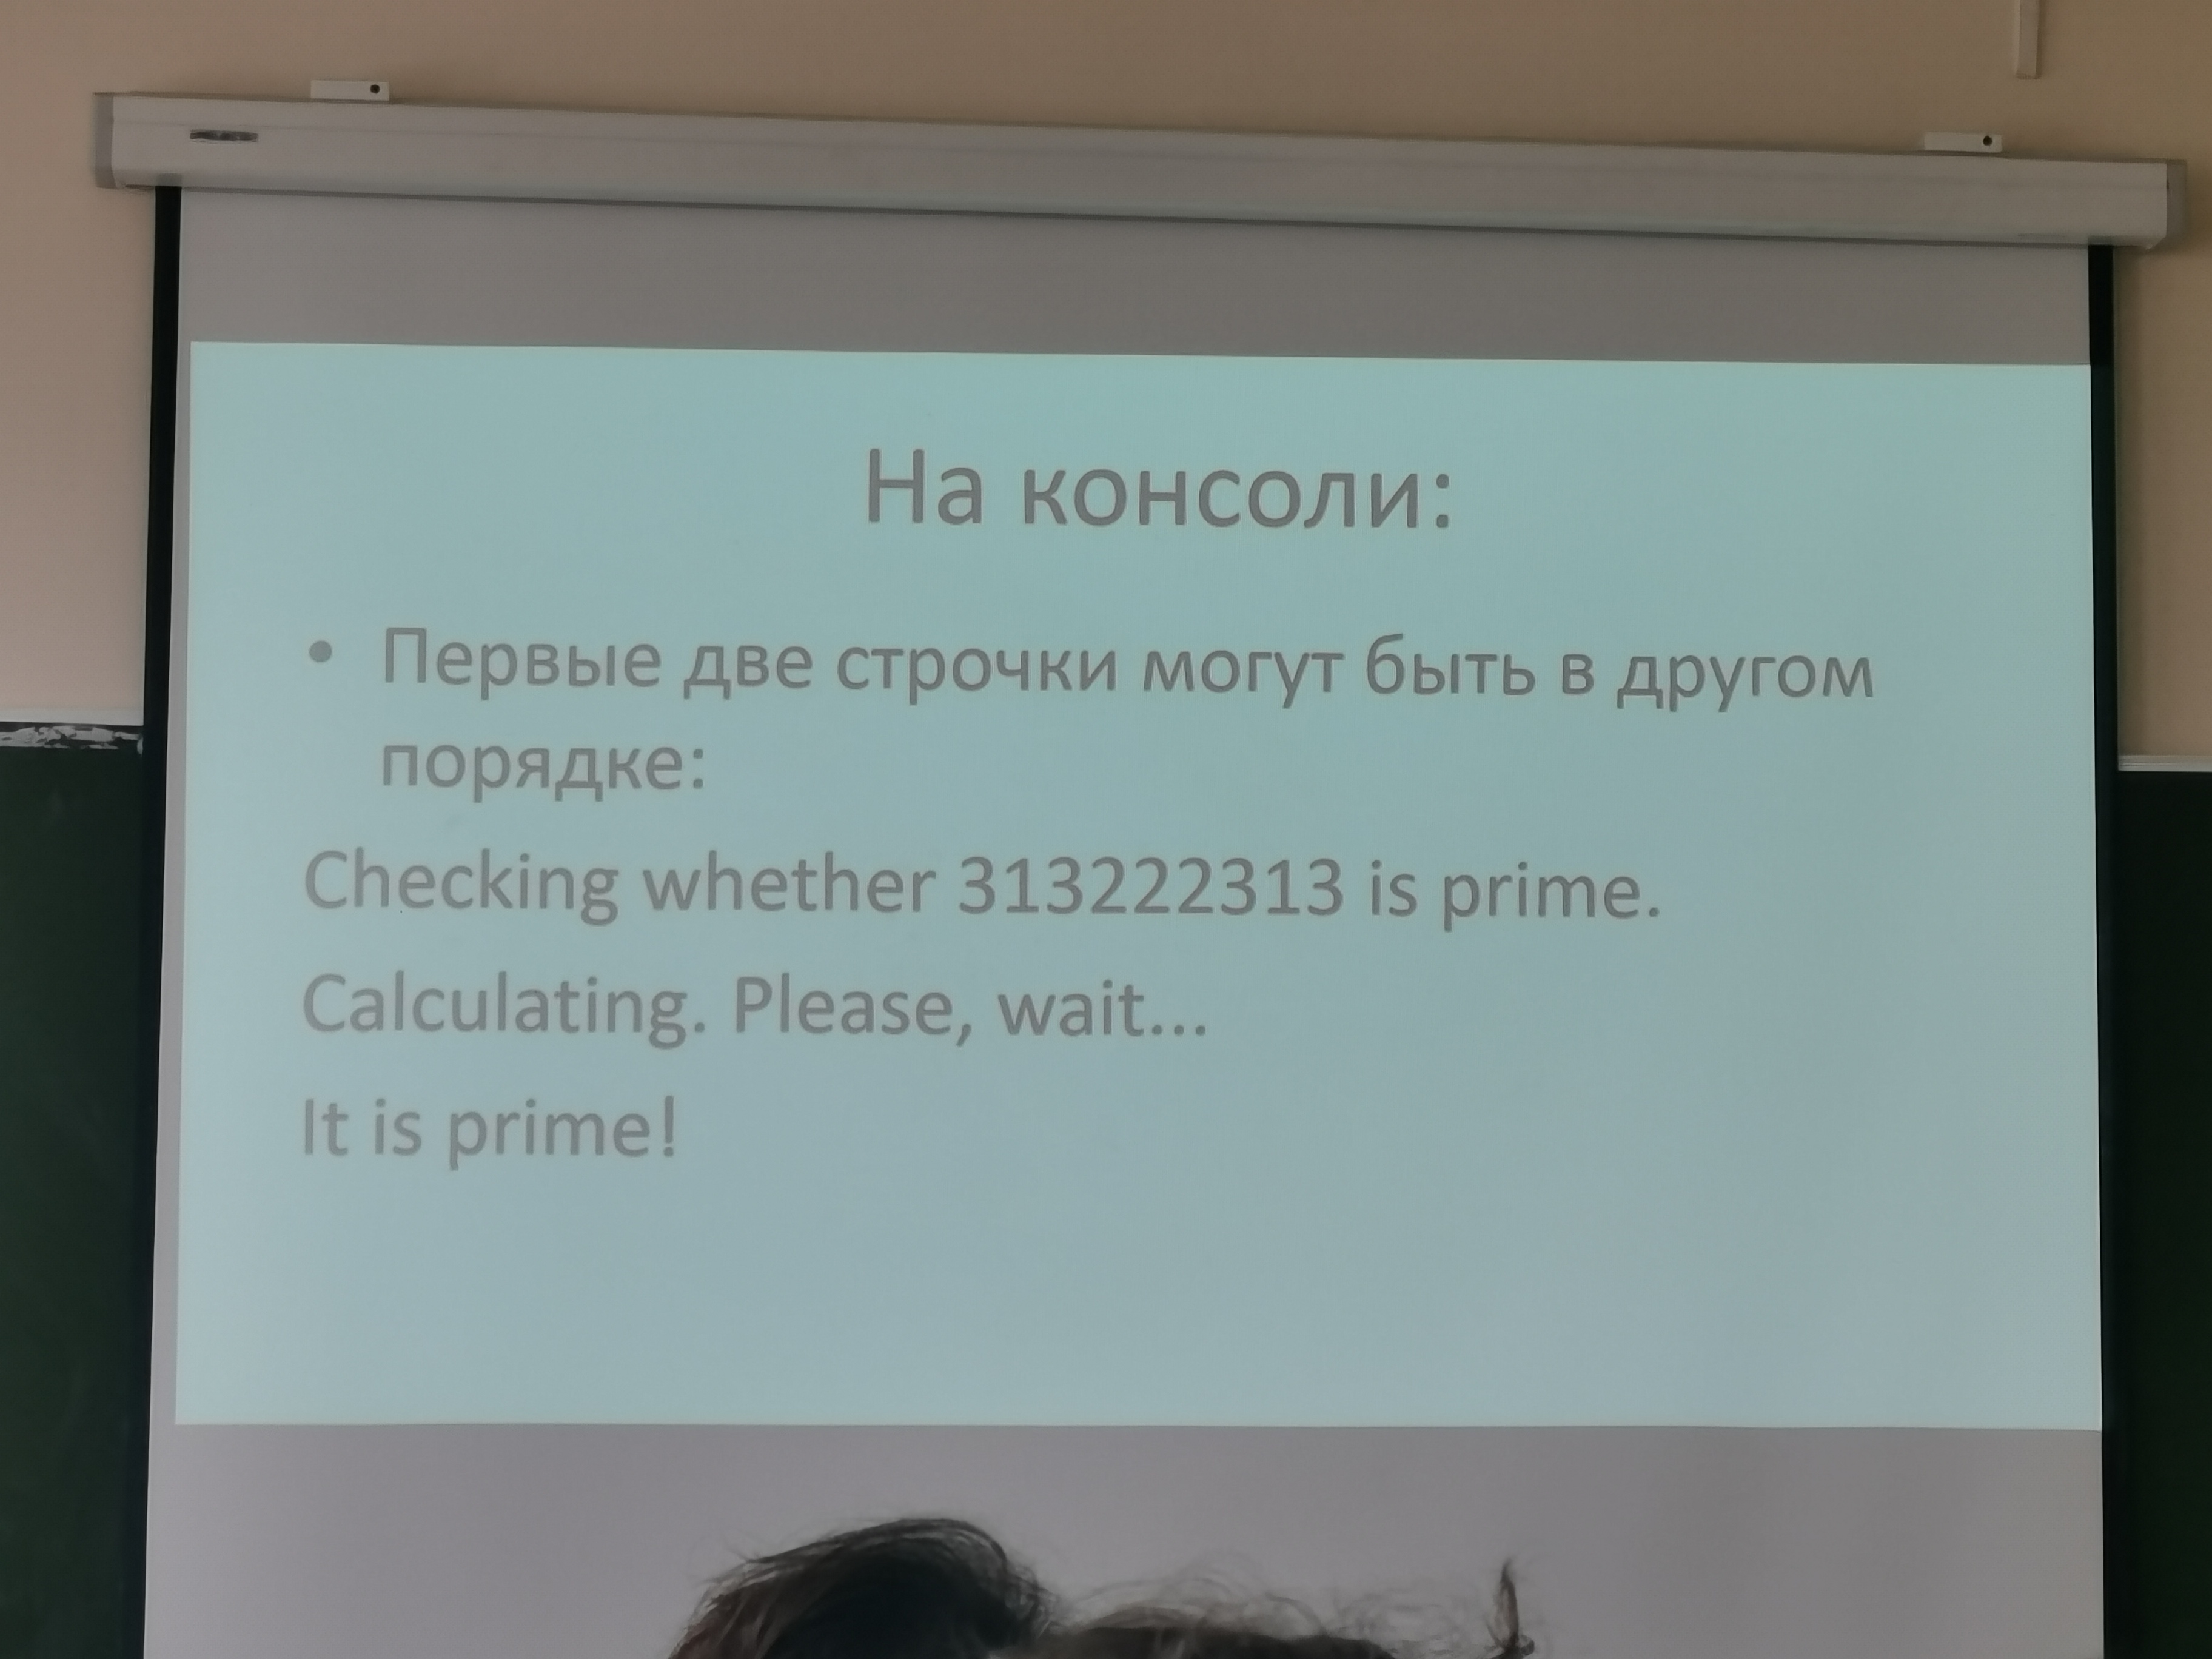 На консоли:
• Первые две строчки могут быть в другом
порядке:
Checking whether 313222313 is prime.
Calculating. Please, wait...
It is prime!